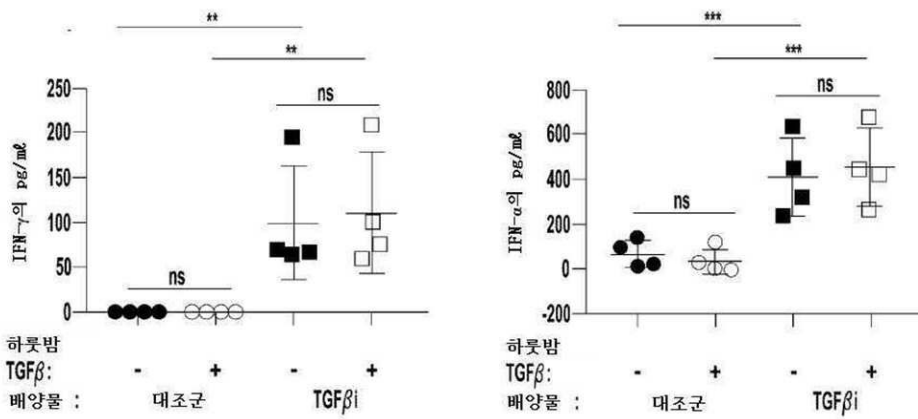 **
**
ns
ns
250
200
150
100
50
0
IFN-γ의 pg/㎖
하룻밤
TGFβ: - + - +
배양물 : 대조군 TGFβi
***
***
ns
ns
800
600
400
200
0
-200
IFN-α의 pg/㎖
하룻밤
TGFβ: - + - +
배양물 : 대조군 TGFβi